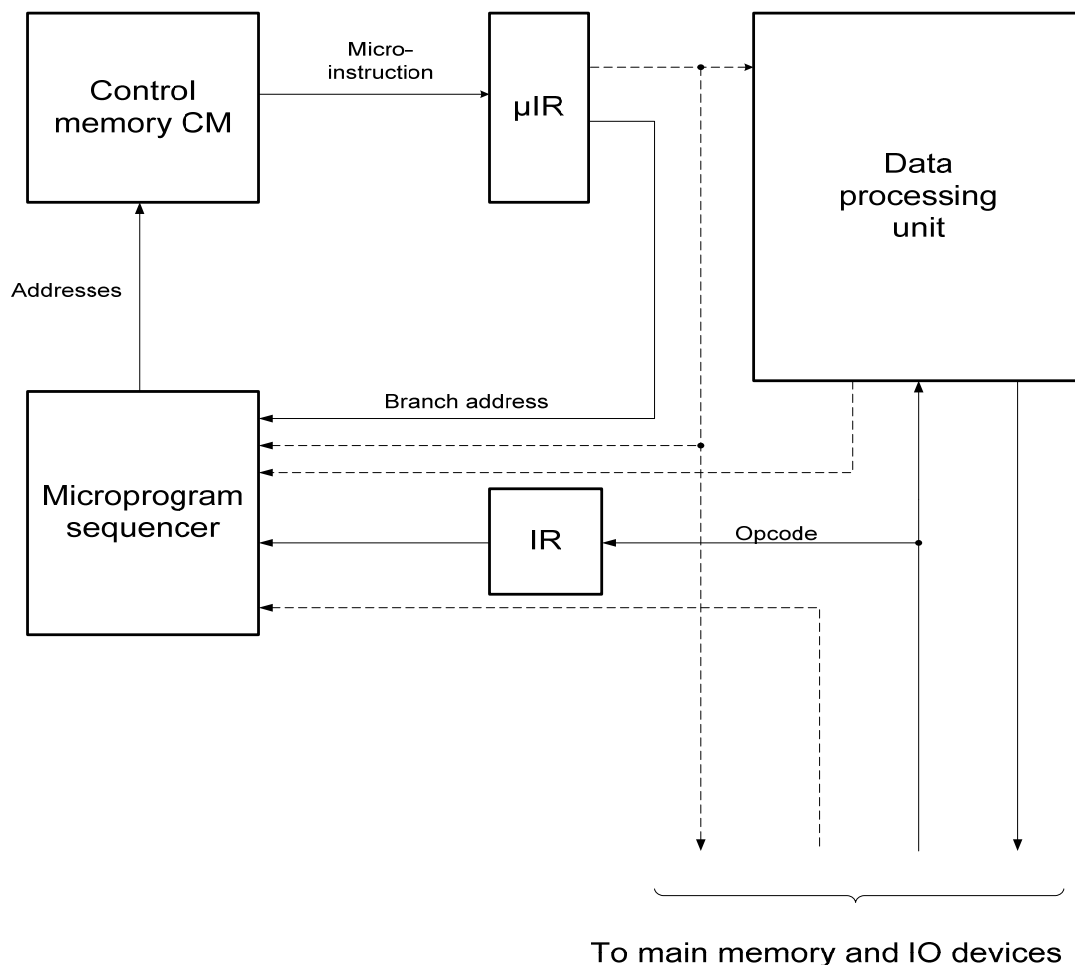 Control
memory CM
Micro-
instruction
µIR
Data
processing
unit
Addresses
Branch address
Microprogram
sequencer
IR
Opcode
To main memory and IO devices